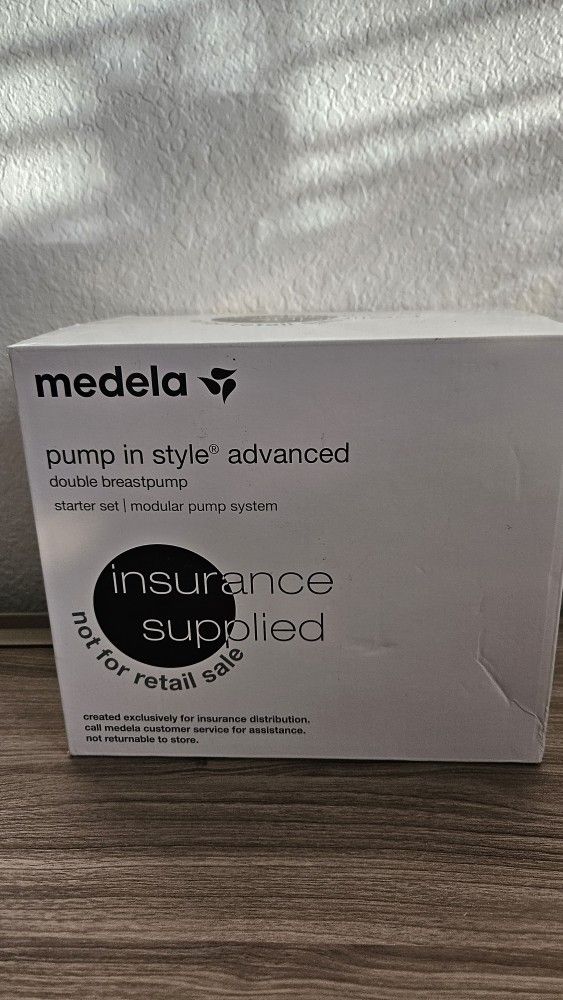 medela
pump in style® advanced
double breastpump
starter set | modular pump system
insurance
supplied
not for retail sale
created exclusively for insurance distribution.
call medela customer service for assistance.
not returnable to store.